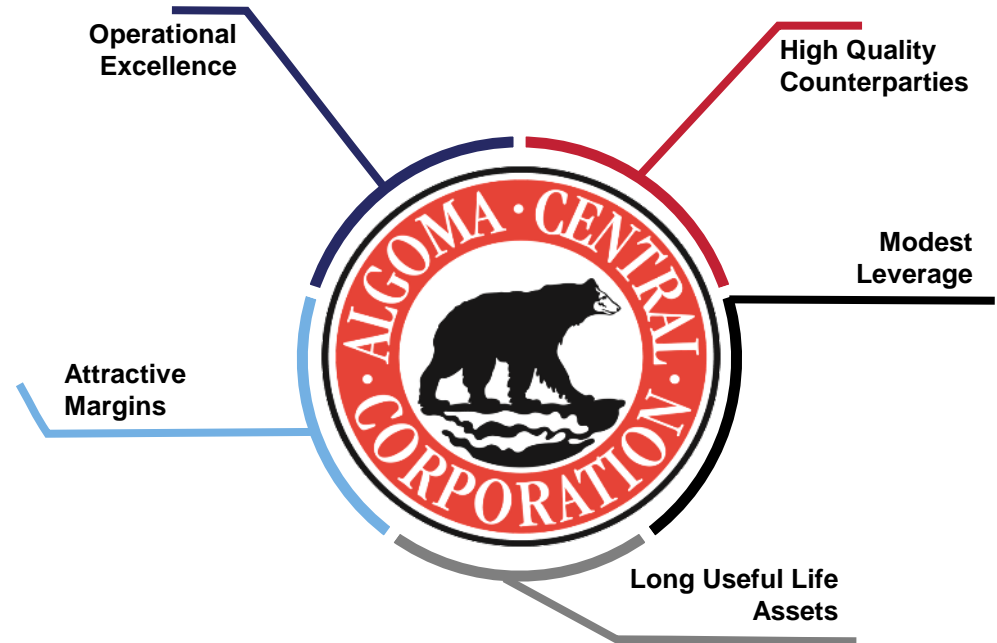 Operational
Excellence
High Quality
Counterparties
ALGOMA · CENTRAL
· CORPORATION ·
Modest
Leverage
Attractive
Margins
Long Useful Life
Assets